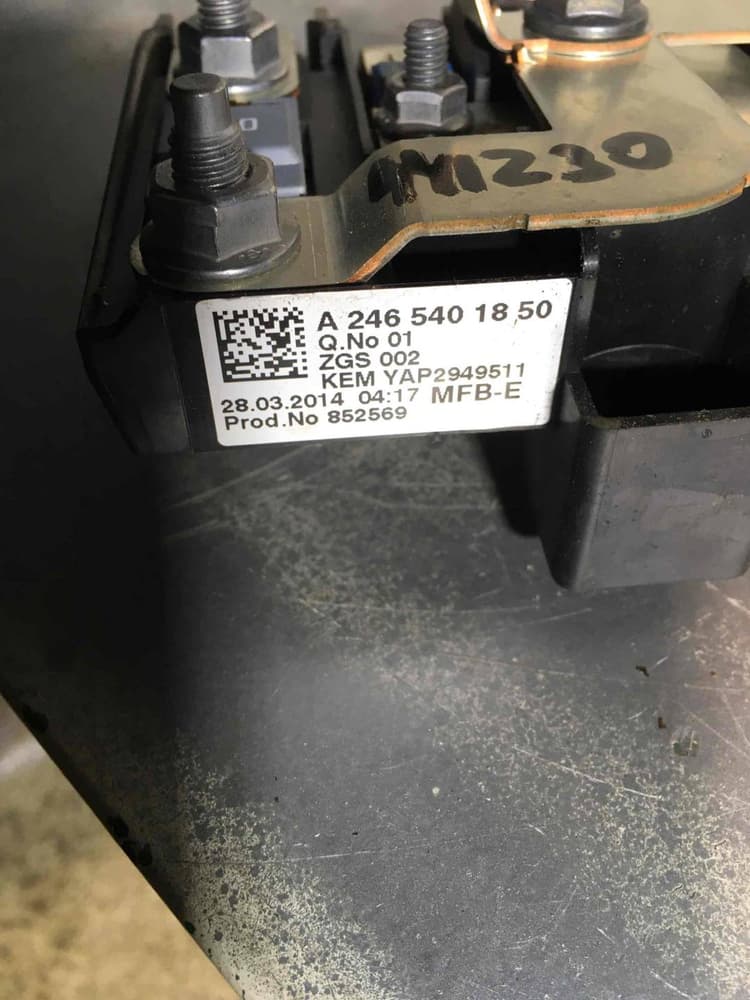 141230
A 246 540 18 50
Q.No 01
ZGS 002
KEM YAP2949511
28.03.2014 04:17 MFB-E
Prod.No 852569